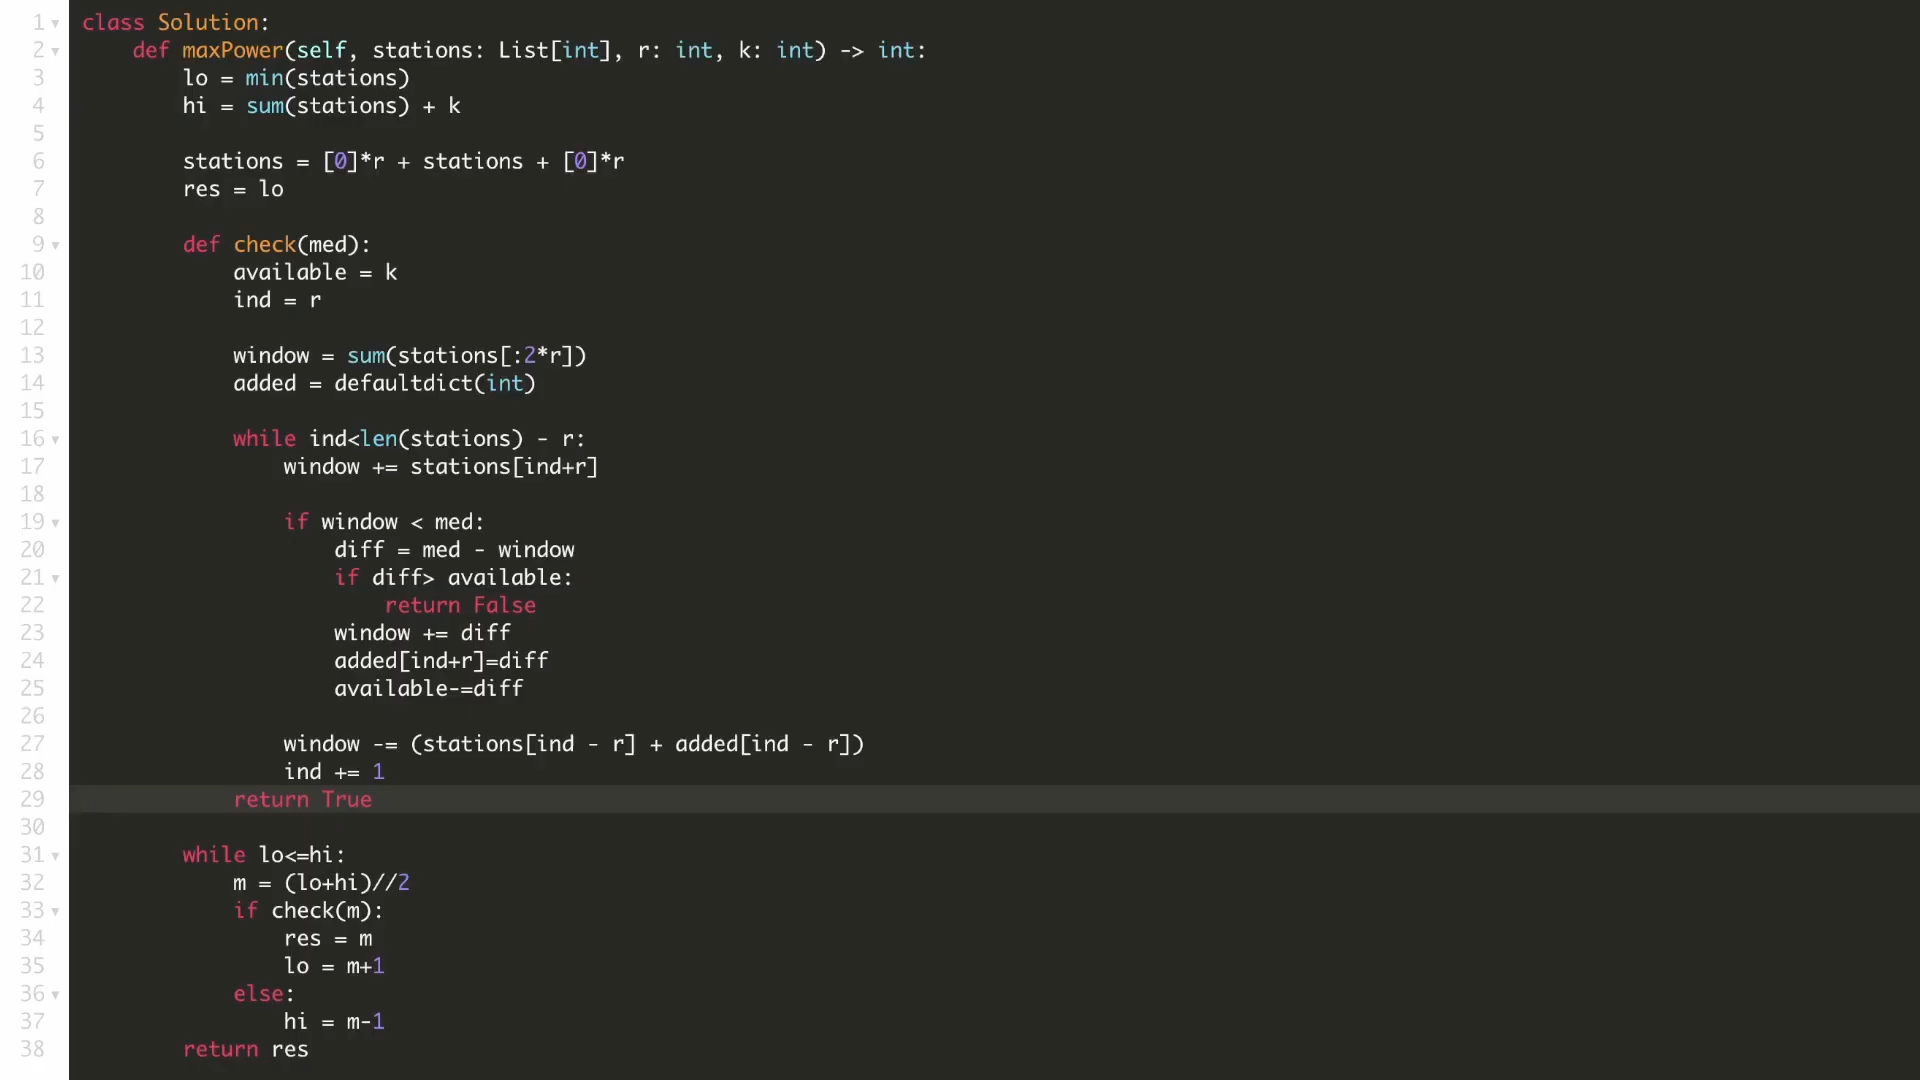 1 class Solution:
2     def maxPower(self, stations: List[int], r: int, k: int) -> int:
3         lo = min(stations)
4         hi = sum(stations) + k
5
6         stations = [0]*r + stations + [0]*r
7         res = lo
8
9         def check(med):
10             available = k
11             ind = r
12
13             window = sum(stations[:2*r])
14             added = defaultdict(int)
15
16             while ind<len(stations) - r:
17                 window += stations[ind+r]
18
19                 if window < med:
20                     diff = med - window
21                     if diff> available:
22                         return False
23                     window += diff
24                     added[ind+r]=diff
25                     available-=diff
26
27                 window -= (stations[ind - r] + added[ind - r])
28                 ind += 1
29             return True
30
31         while lo<=hi:
32             m = (lo+hi)//2
33             if check(m):
34                 res = m
35                 lo = m+1
36             else:
37                 hi = m-1
38         return res